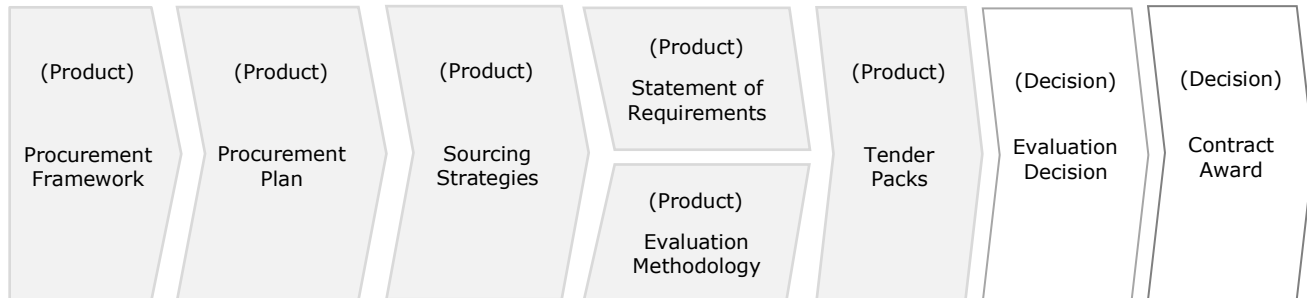 (Product)
Procurement
Framework
(Product)
Procurement
Plan
(Product)
Sourcing
Strategies
(Product)
Statement of
Requirements
(Product)
Evaluation
Methodology
(Product)
Tender
Packs
(Decision)
Evaluation
Decision
(Decision)
Contract
Award